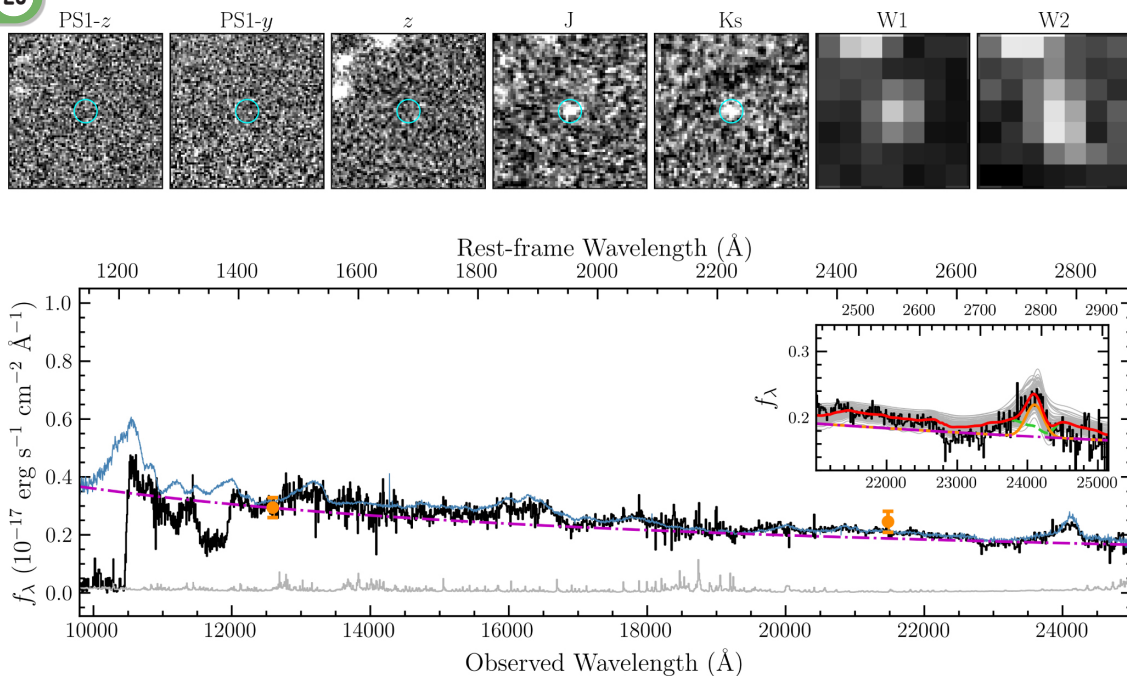 PS1-z PS1-y z J Ks W1 W2
Rest-frame Wavelength (Å)
1200 1400 1600 1800 2000 2200 2400 2600 2800
1.0
0.8
0.6
0.4
0.2
0.0
fλ (10⁻¹⁷ erg s⁻¹ cm⁻² Å⁻¹)
2500 2600 2700 2800 2900
0.3
0.2
fλ
22000 23000 24000 25000
10000 12000 14000 16000 18000 20000 22000 24000
Observed Wavelength (Å)